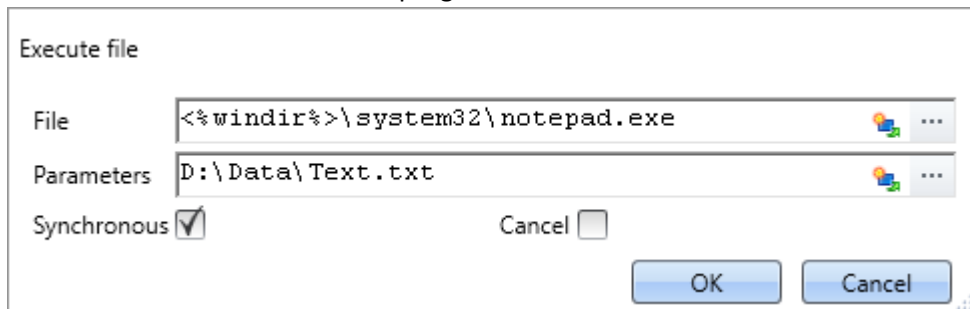 Execute file
File <%windir%>\system32\notepad.exe ...
Parameters D:\Data\Text.txt ...
Synchronous Cancel
OK Cancel